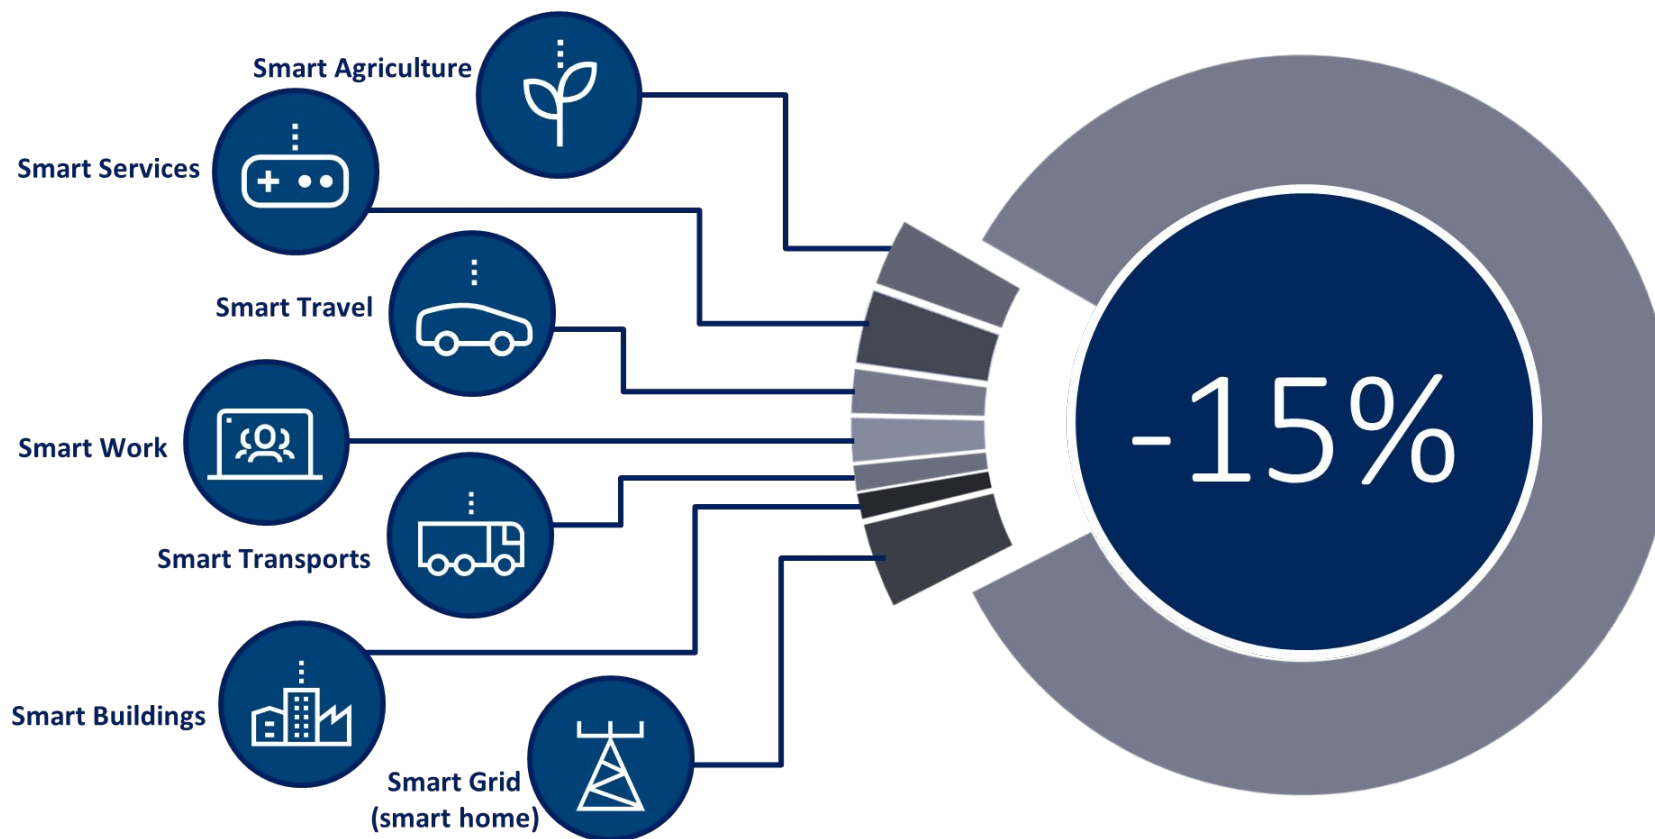 Smart Agriculture
Smart Services
Smart Travel
Smart Work
Smart Transports
Smart Buildings
Smart Grid
(smart home)
-15%